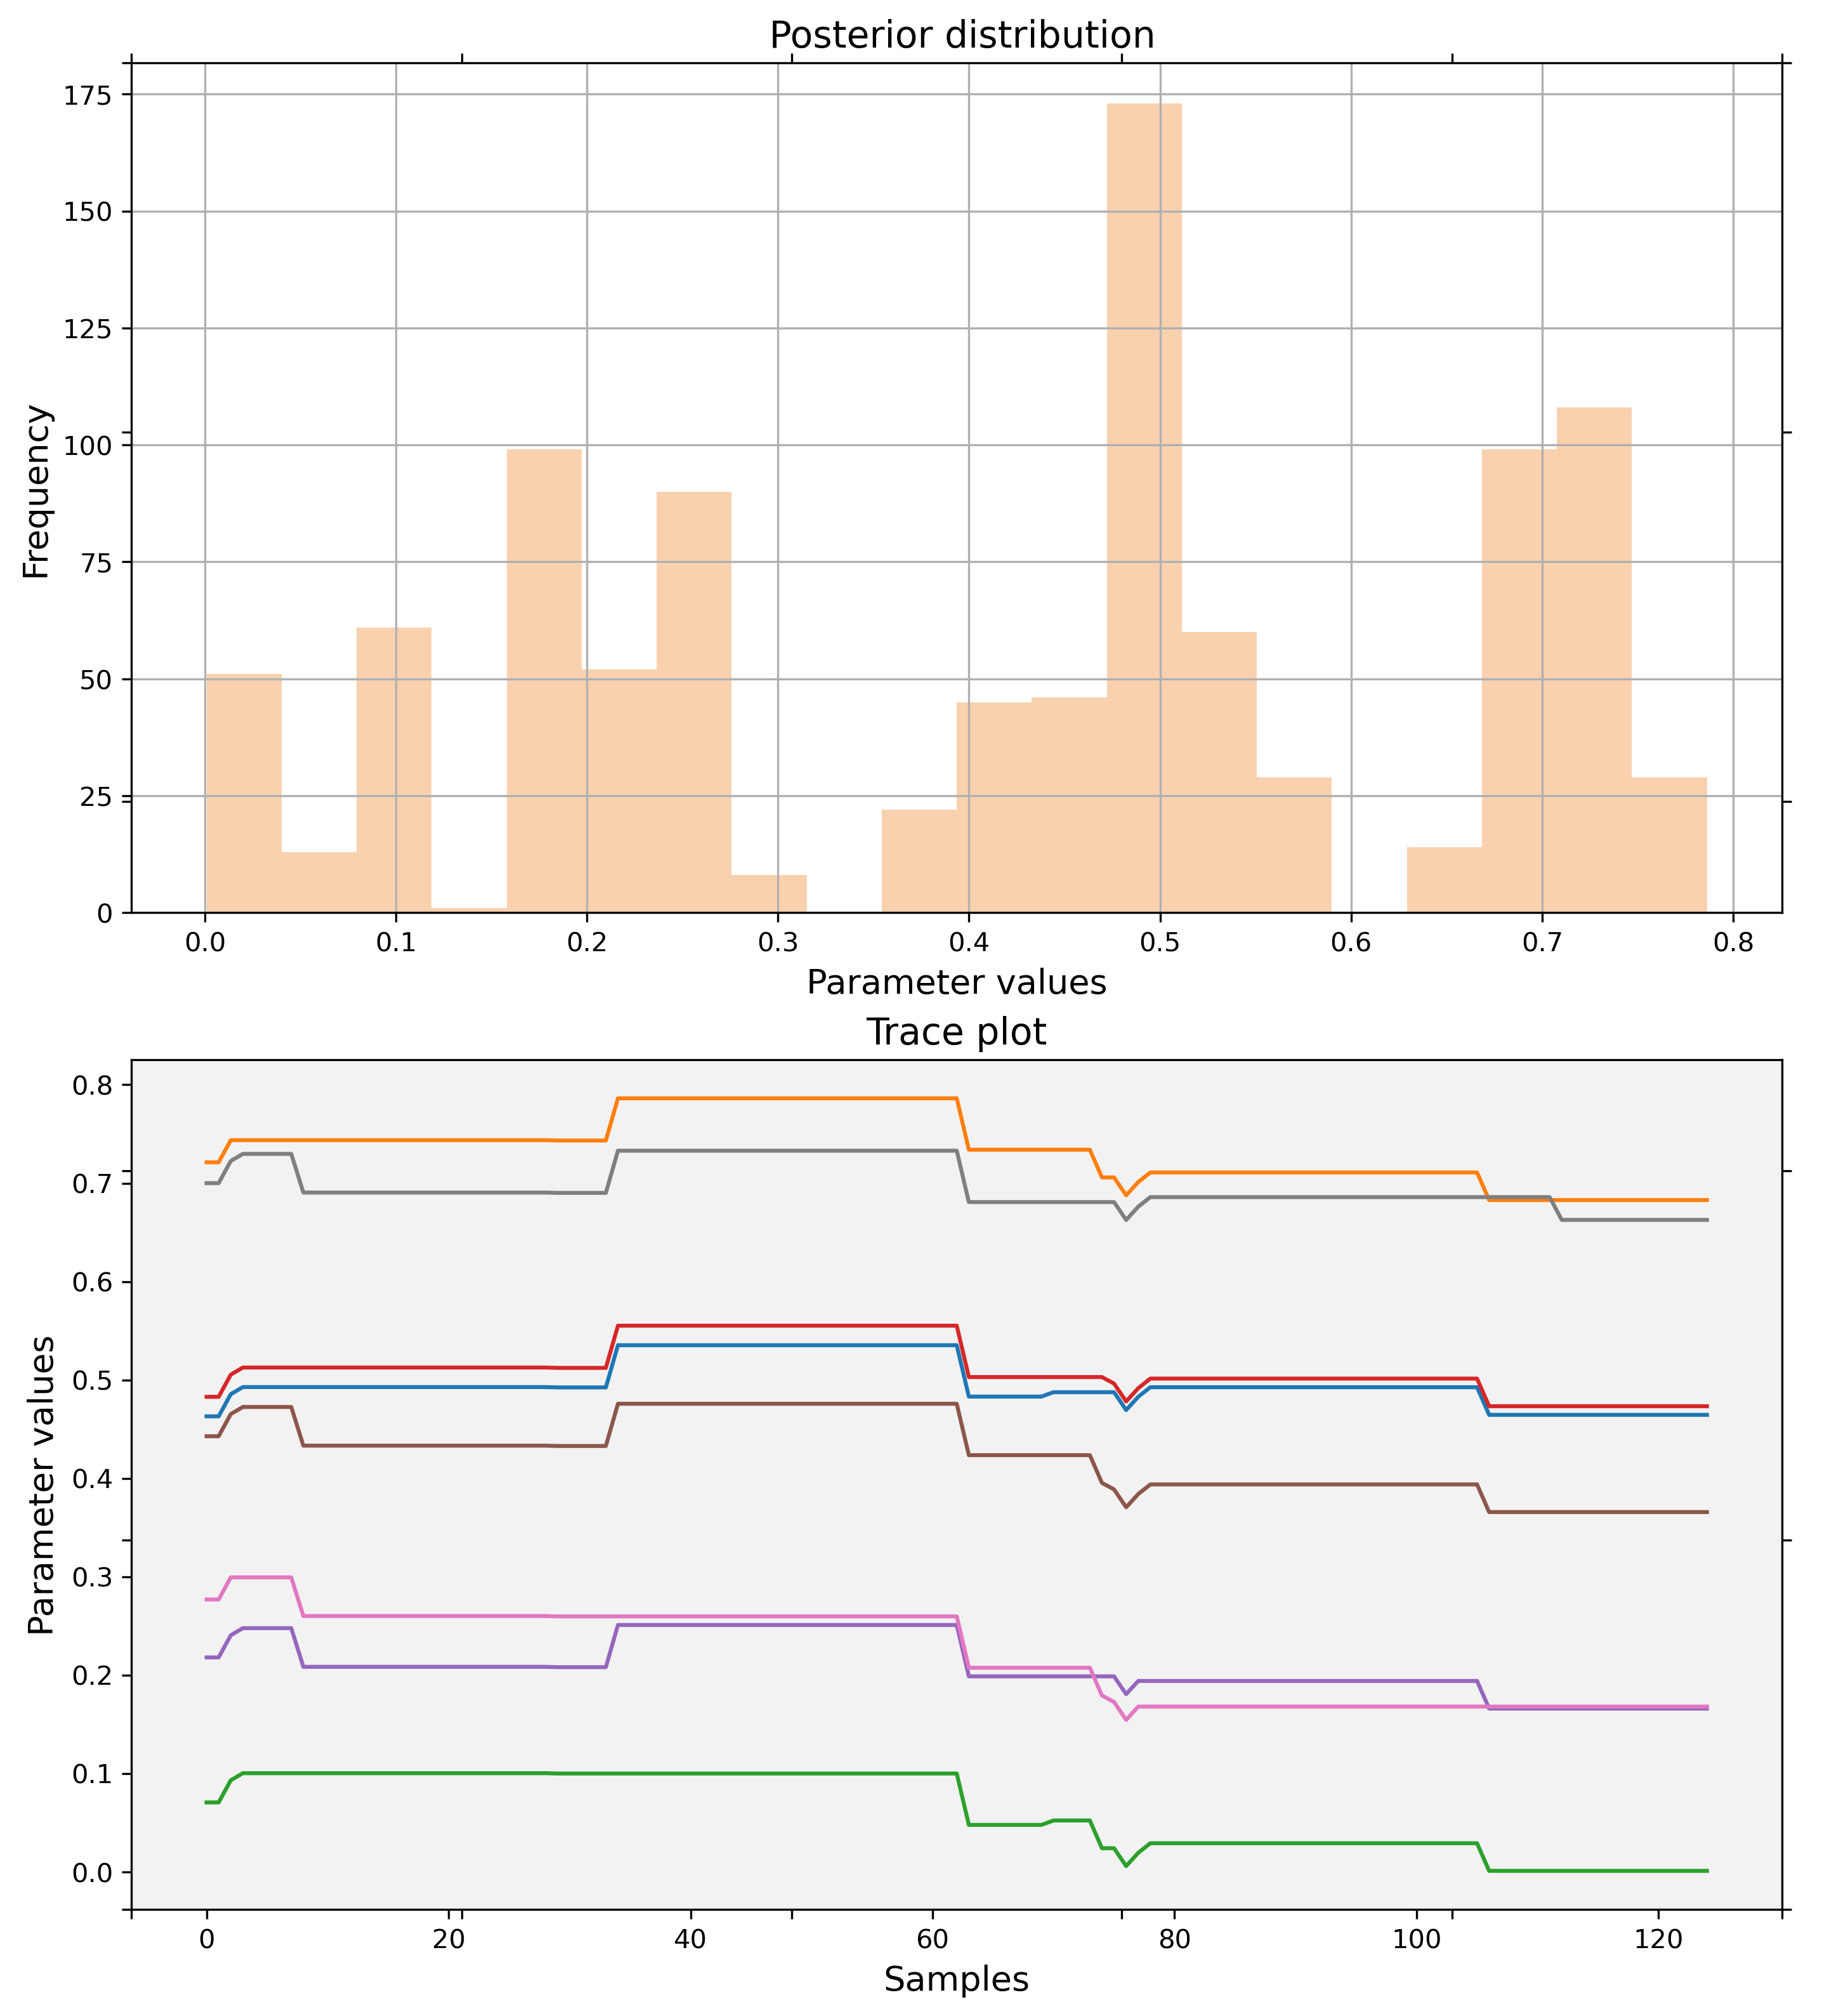 Posterior distribution
175
150
125
100
75
50
25
0
Frequency
0.0 0.1 0.2 0.3 0.4 0.5 0.6 0.7 0.8
Parameter values
Trace plot
0.8
0.7
0.6
0.5
0.4
0.3
0.2
0.1
0.0
Parameter values
0 20 40 60 80 100 120
Samples